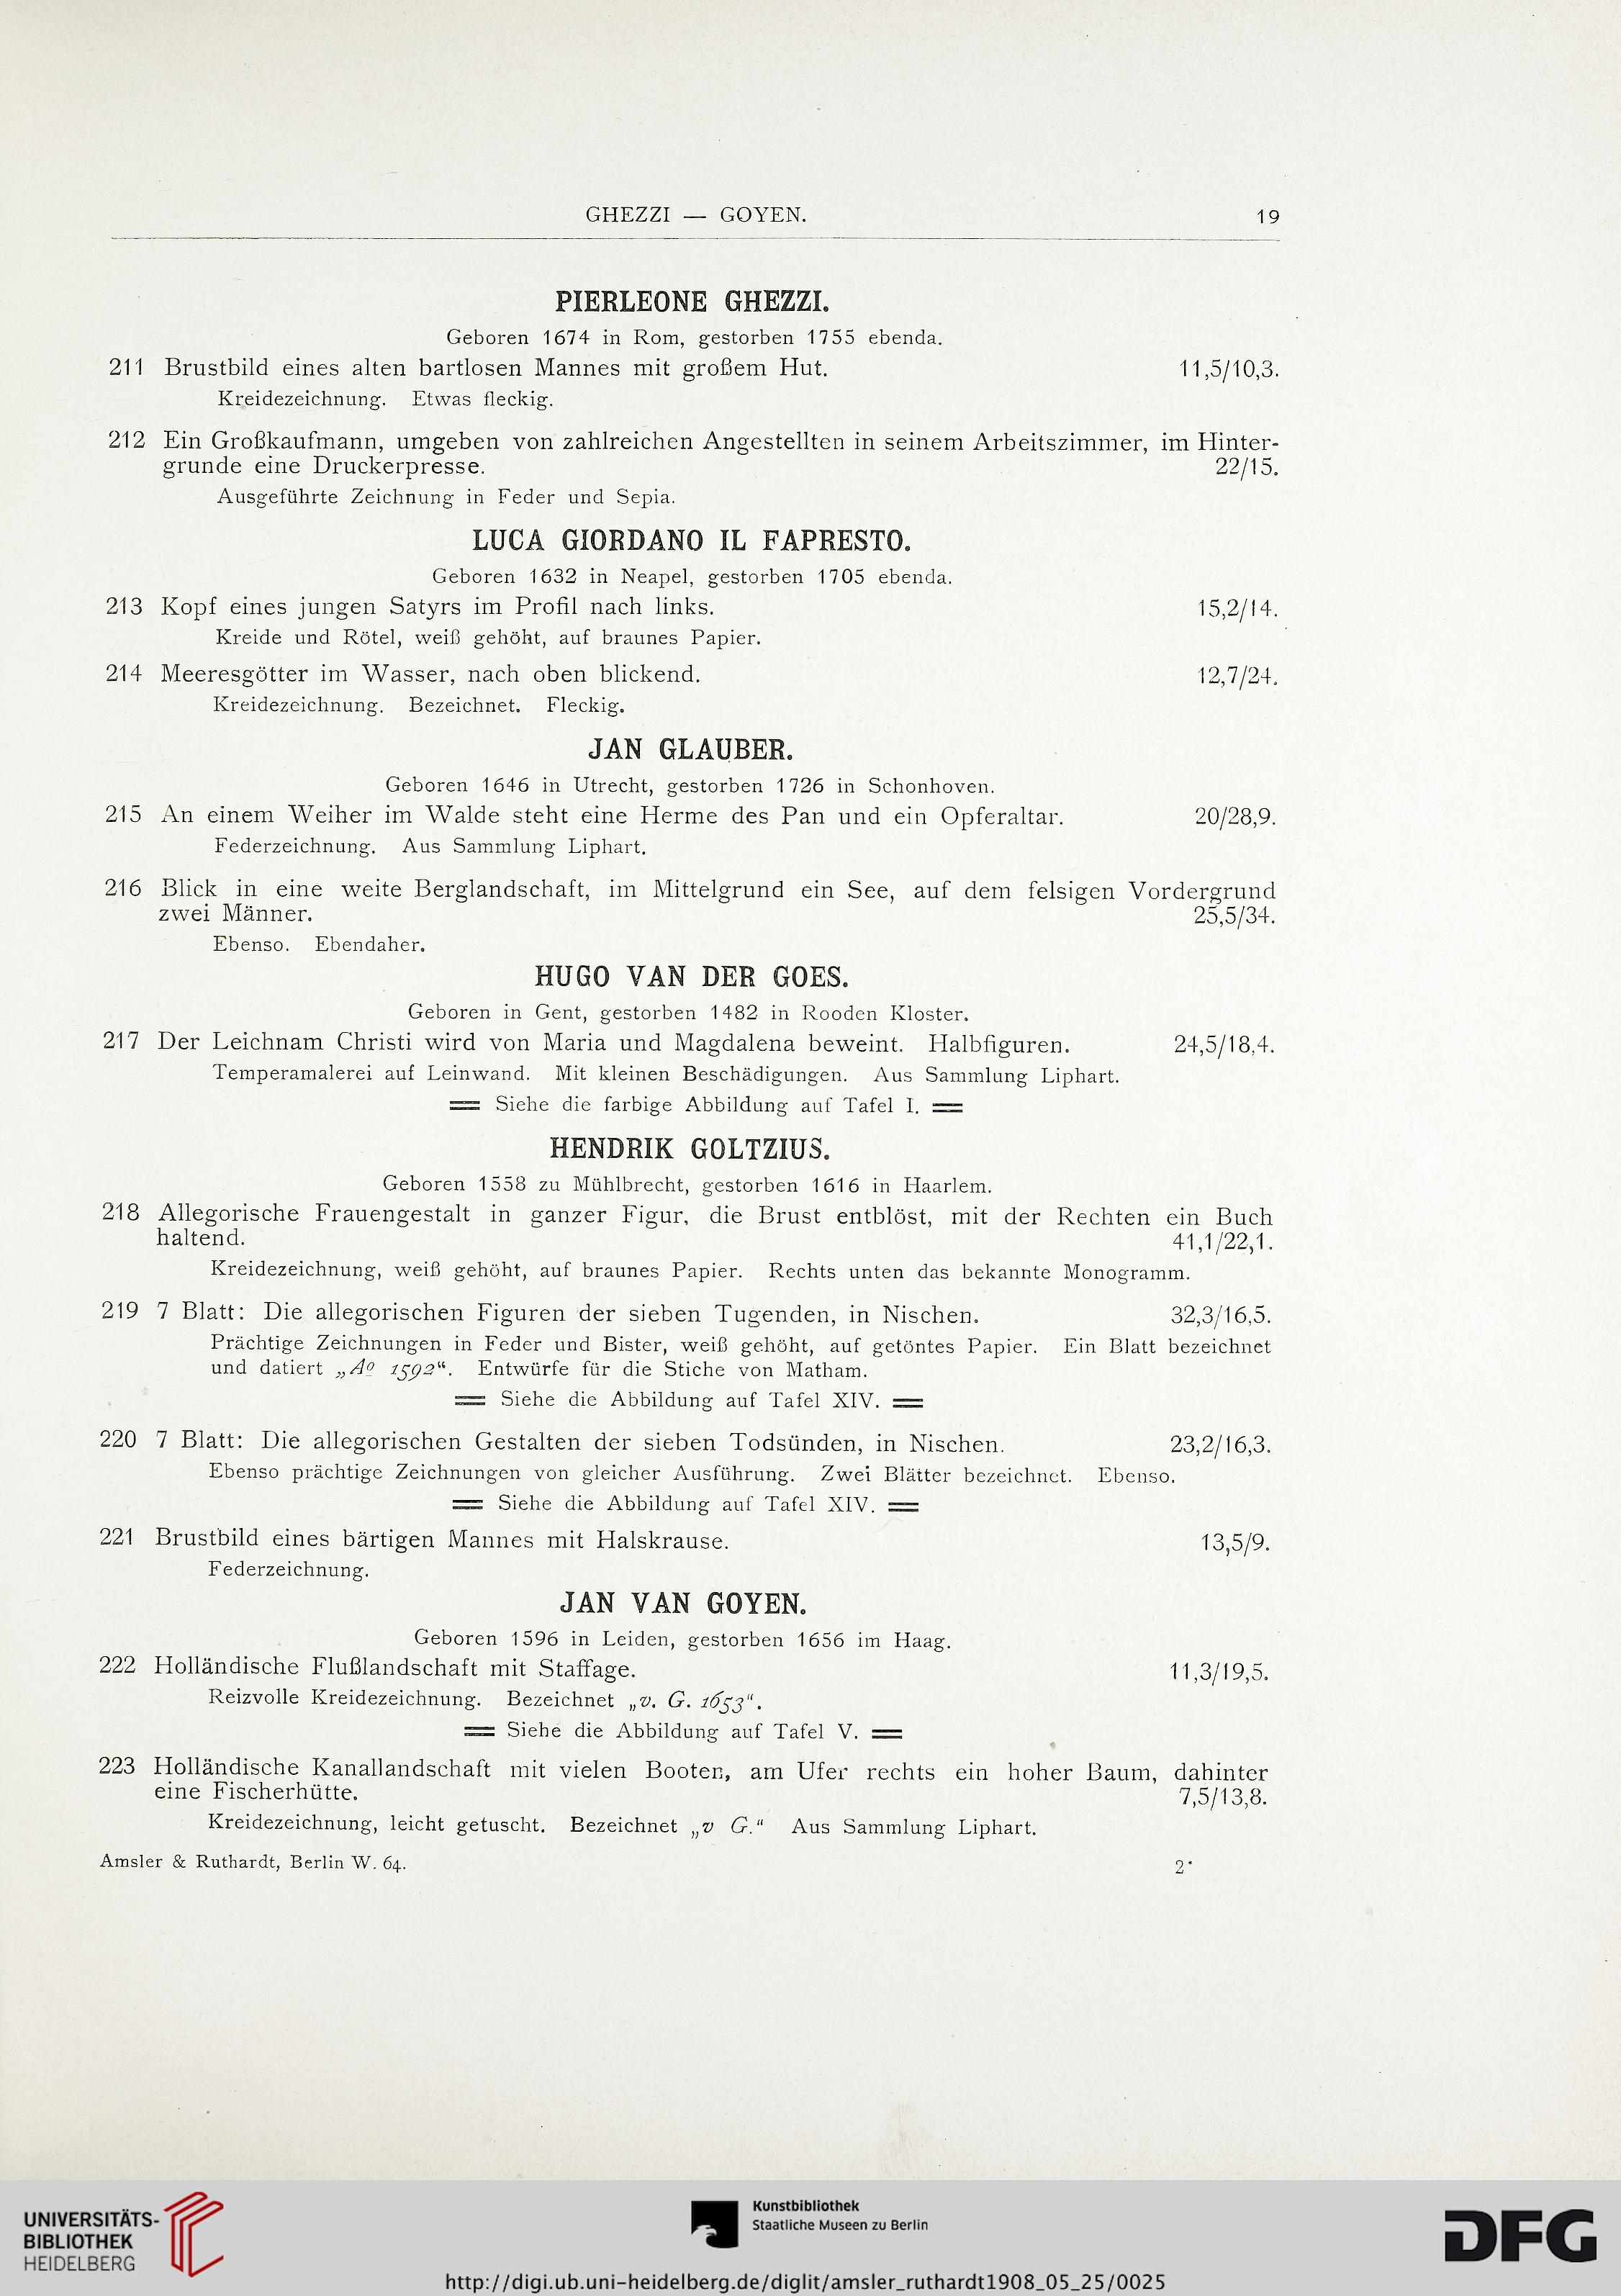 GHEZZI — GOYEN. 19
PIERLEONE GHEZZI.
Geboren 1674 in Rom, gestorben 1755 ebenda.
211 Brustbild eines alten bartlosen Mannes mit großem Hut. 11,5/10,3.
Kreidezeichnung. Etwas fleckig.
212 Ein Großkaufmann, umgeben von zahlreichen Angestellten in seinem Arbeitszimmer, im Hinter-
grunde eine Druckerpresse. 22/15.
Ausgeführte Zeichnung in Feder und Sepia.
LUCA GIORDANO IL FAPRESTO.
Geboren 1632 in Neapel, gestorben 1705 ebenda.
213 Kopf eines jungen Satyrs im Profil nach links. 15,2/14.
Kreide und Rötel, weiß gehöht, auf braunes Papier.
214 Meeresgötter im Wasser, nach oben blickend. 12,7/24.
Kreidezeichnung. Bezeichnet. Fleckig.
JAN GLAUBER.
Geboren 1646 in Utrecht, gestorben 1726 in Schonhoven.
215 An einem Weiher im Walde steht eine Herme des Pan und ein Opferaltar. 20/28,9.
Federzeichnung. Aus Sammlung Liphart.
216 Blick in eine weite Berglandschaft, im Mittelgrund ein See, auf dem felsigen Vordergrund
zwei Männer. 25,5/34.
Ebenso. Ebendaher.
HUGO VAN DER GOES.
Geboren in Gent, gestorben 1482 in Rooden Kloster.
217 Der Leichnam Christi wird von Maria und Magdalena beweint. Halbfiguren. 24,5/18,4.
Temperamalerei auf Leinwand. Mit kleinen Beschädigungen. Aus Sammlung Liphart.
== Siehe die farbige Abbildung auf Tafel I. ==
HENDRIK GOLTZIUS.
Geboren 1558 zu Mühlbrecht, gestorben 1616 in Haarlem.
218 Allegorische Frauengestalt in ganzer Figur, die Brust entblöst, mit der Rechten ein Buch
haltend. 41,1/22,1.
Kreidezeichnung, weiß gehöht, auf braunes Papier. Rechts unten das bekannte Monogramm.
219 7 Blatt: Die allegorischen Figuren der sieben Tugenden, in Nischen. 32,3/16,5.
Prächtige Zeichnungen in Feder und Bister, weiß gehöht, auf getöntes Papier. Ein Blatt bezeichnet
und datiert „Aº 1592“. Entwürfe für die Stiche von Matham.
== Siehe die Abbildung auf Tafel XIV. ==
220 7 Blatt: Die allegorischen Gestalten der sieben Todsünden, in Nischen. 23,2/16,3.
Ebenso prächtige Zeichnungen von gleicher Ausführung. Zwei Blätter bezeichnet. Ebenso.
== Siehe die Abbildung auf Tafel XIV. ==
221 Brustbild eines bärtigen Mannes mit Halskrause. 13,5/9.
Federzeichnung.
JAN VAN GOYEN.
Geboren 1596 in Leiden, gestorben 1656 im Haag.
222 Holländische Flußlandschaft mit Staffage. 11,3/19,5.
Reizvolle Kreidezeichnung. Bezeichnet „v. G. 1653“.
== Siehe die Abbildung auf Tafel V. ==
223 Holländische Kanallandschaft mit vielen Booten, am Ufer rechts ein hoher Baum, dahinter
eine Fischerhütte. 7,5/13,8.
Kreidezeichnung, leicht getuscht. Bezeichnet „v G.“ Aus Sammlung Liphart.
Amsler & Ruthardt, Berlin W. 64. 2*
UNIVERSITÄTS-
BIBLIOTHEK
HEIDELBERG
Kunstbibliothek
Staatliche Museen zu Berlin
DFG
http://digi.ub.uni-heidelberg.de/diglit/amsler_ruthardt1908_05_25/0025